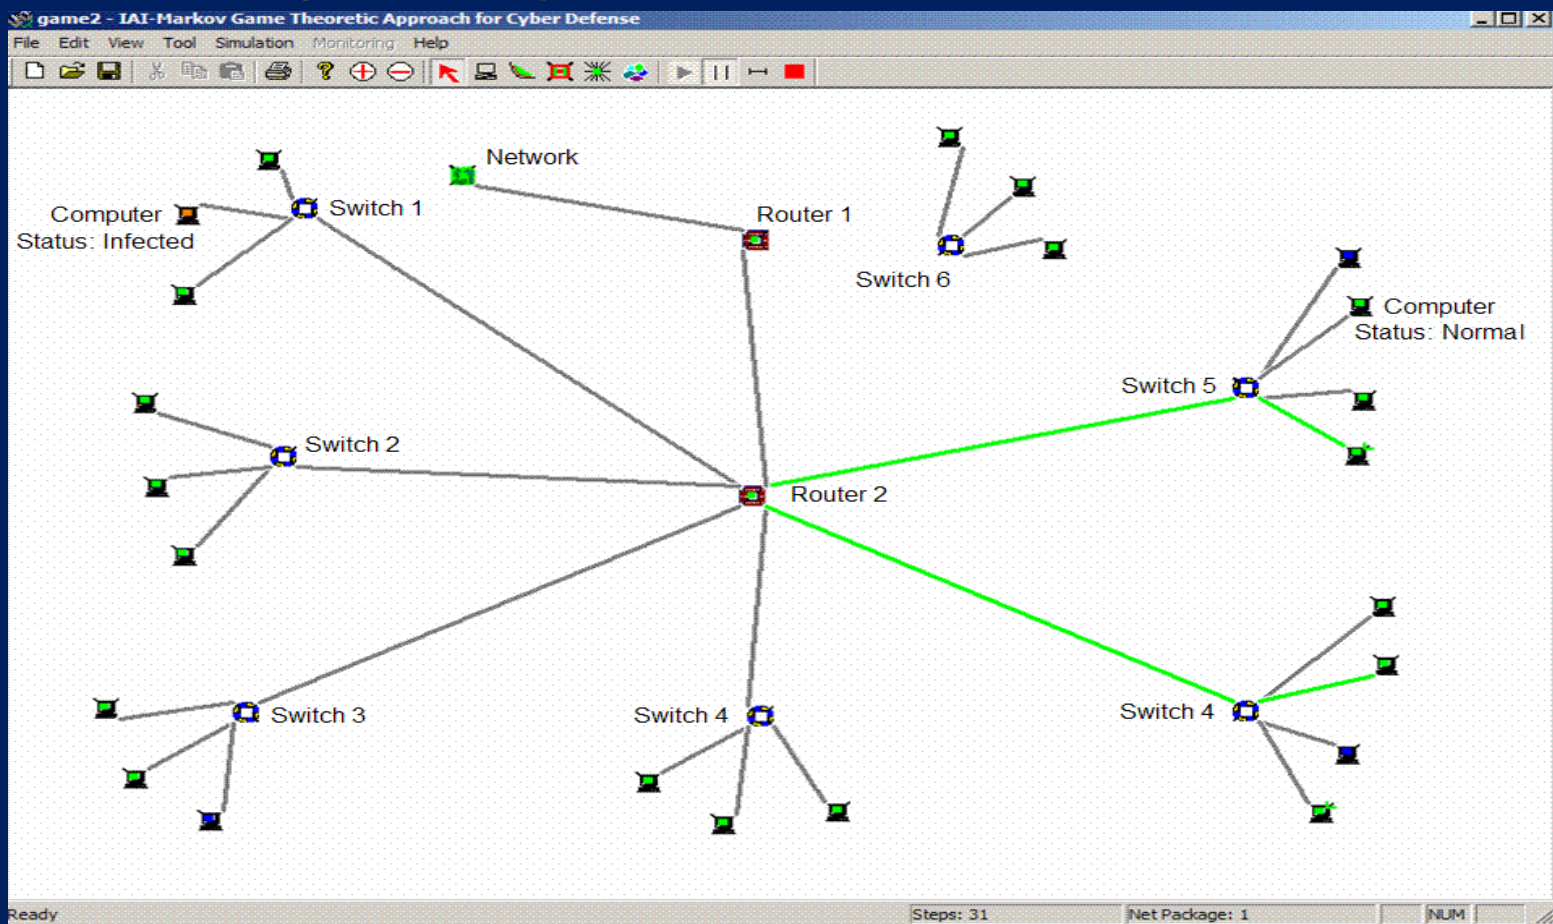 game2 - IAI-Markov Game Theoretic Approach for Cyber Defense
File Edit View Tool Simulation Monitoring Help
Network
Switch 1
Computer
Status: Infected
Router 1
Switch 6
Computer
Status: Normal
Switch 5
Switch 2
Router 2
Switch 3
Switch 4
Switch 4
Ready Steps: 31 Net Package: 1 NUM